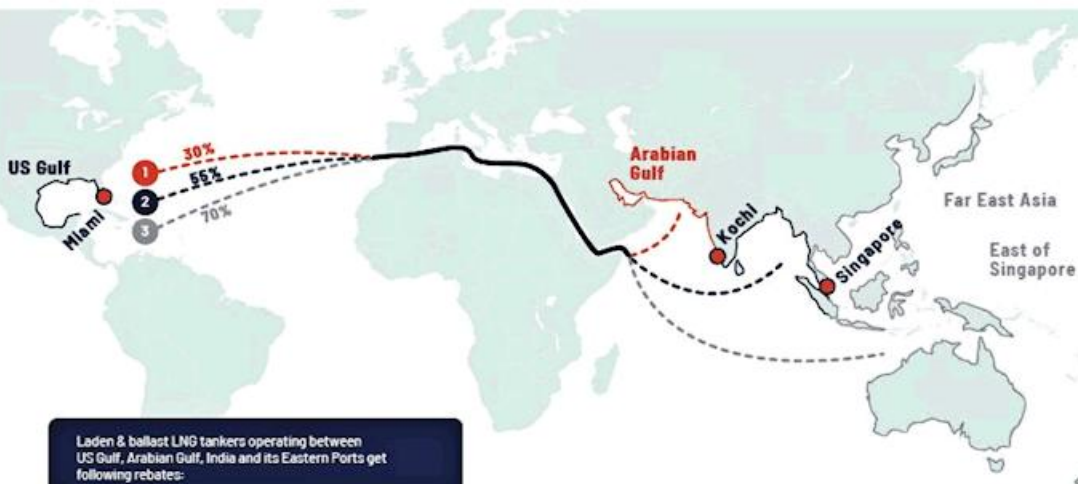 30%
55%
70%
1
2
3
US Gulf
Miami
Arabian
Gulf
Kochi
Singapore
Far East Asia
East of
Singapore
Laden & ballast LNG tankers operating between
US Gulf, Arabian Gulf, India and its Eastern Ports get
following rebates: